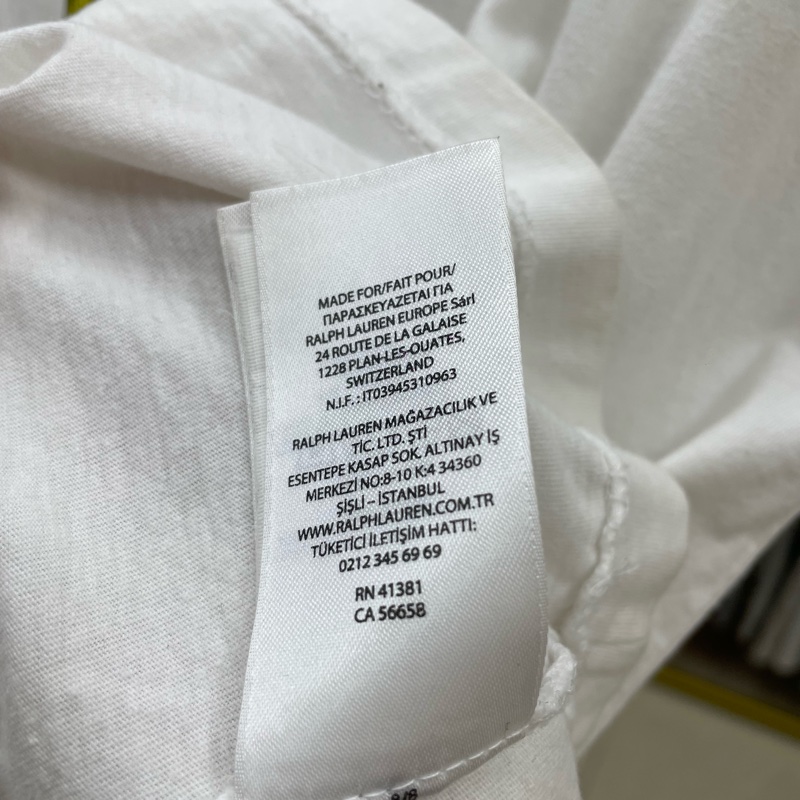 MADE FOR/FAIT POUR/
ΠΑΡΑΣΚΕΥΑΖΕΤΑΙ ΓΙΑ
RALPH LAUREN EUROPE Sárl
24 ROUTE DE LA GALAISE
1228 PLAN-LES-OUATES,
SWITZERLAND
N.I.F. : IT03945310963
RALPH LAUREN MAĞAZACILIK VE
TİC. LTD. ŞTİ
ESENTEPE KASAP SOK. ALTINAY İŞ
MERKEZİ NO:8-10 K:4 34360
ŞİŞLİ – İSTANBUL
WWW.RALPHLAUREN.COM.TR
TÜKETİCİ İLETİŞİM HATTI:
0212 345 69 69
RN 41381
CA 56658
8/8